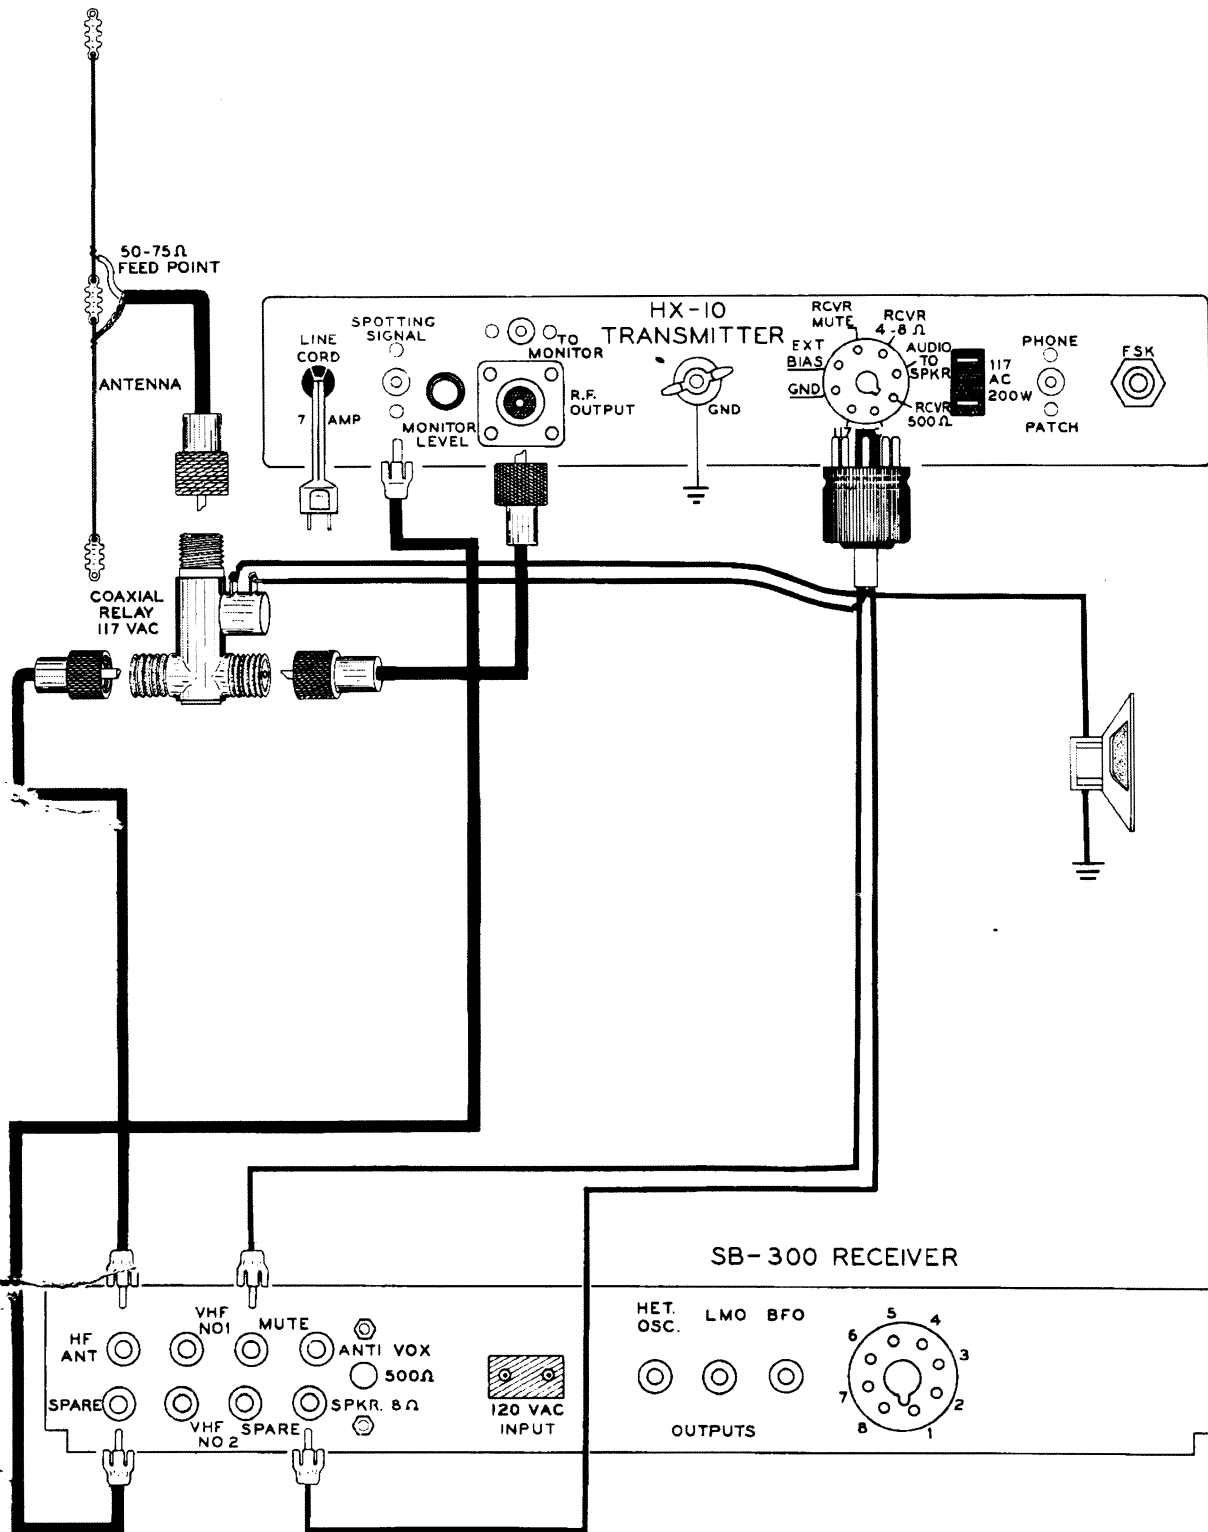 50-75Ω
FEED POINT
ANTENNA
HX-10
TRANSMITTER
LINE
CORD
7 AMP
SPOTTING
SIGNAL
MONITOR
LEVEL
TO
MONITOR
R.F.
OUTPUT
GND
RCVR
MUTE
RCVR
4-8 Ω
EXT
BIAS
AUDIO
TO
SPKR
GND
RCVR
500Ω
117
AC
200W
PHONE
PATCH
FSK
COAXIAL
RELAY
117 VAC
SB-300 RECEIVER
HF
ANT
VHF
NO1
MUTE
ANTI VOX
500Ω
SPARE
VHF
NO 2
SPARE
SPKR. 8Ω
120 VAC
INPUT
HET.
OSC.
LMO
BFO
OUTPUTS
5
4
6
3
7
2
8
1